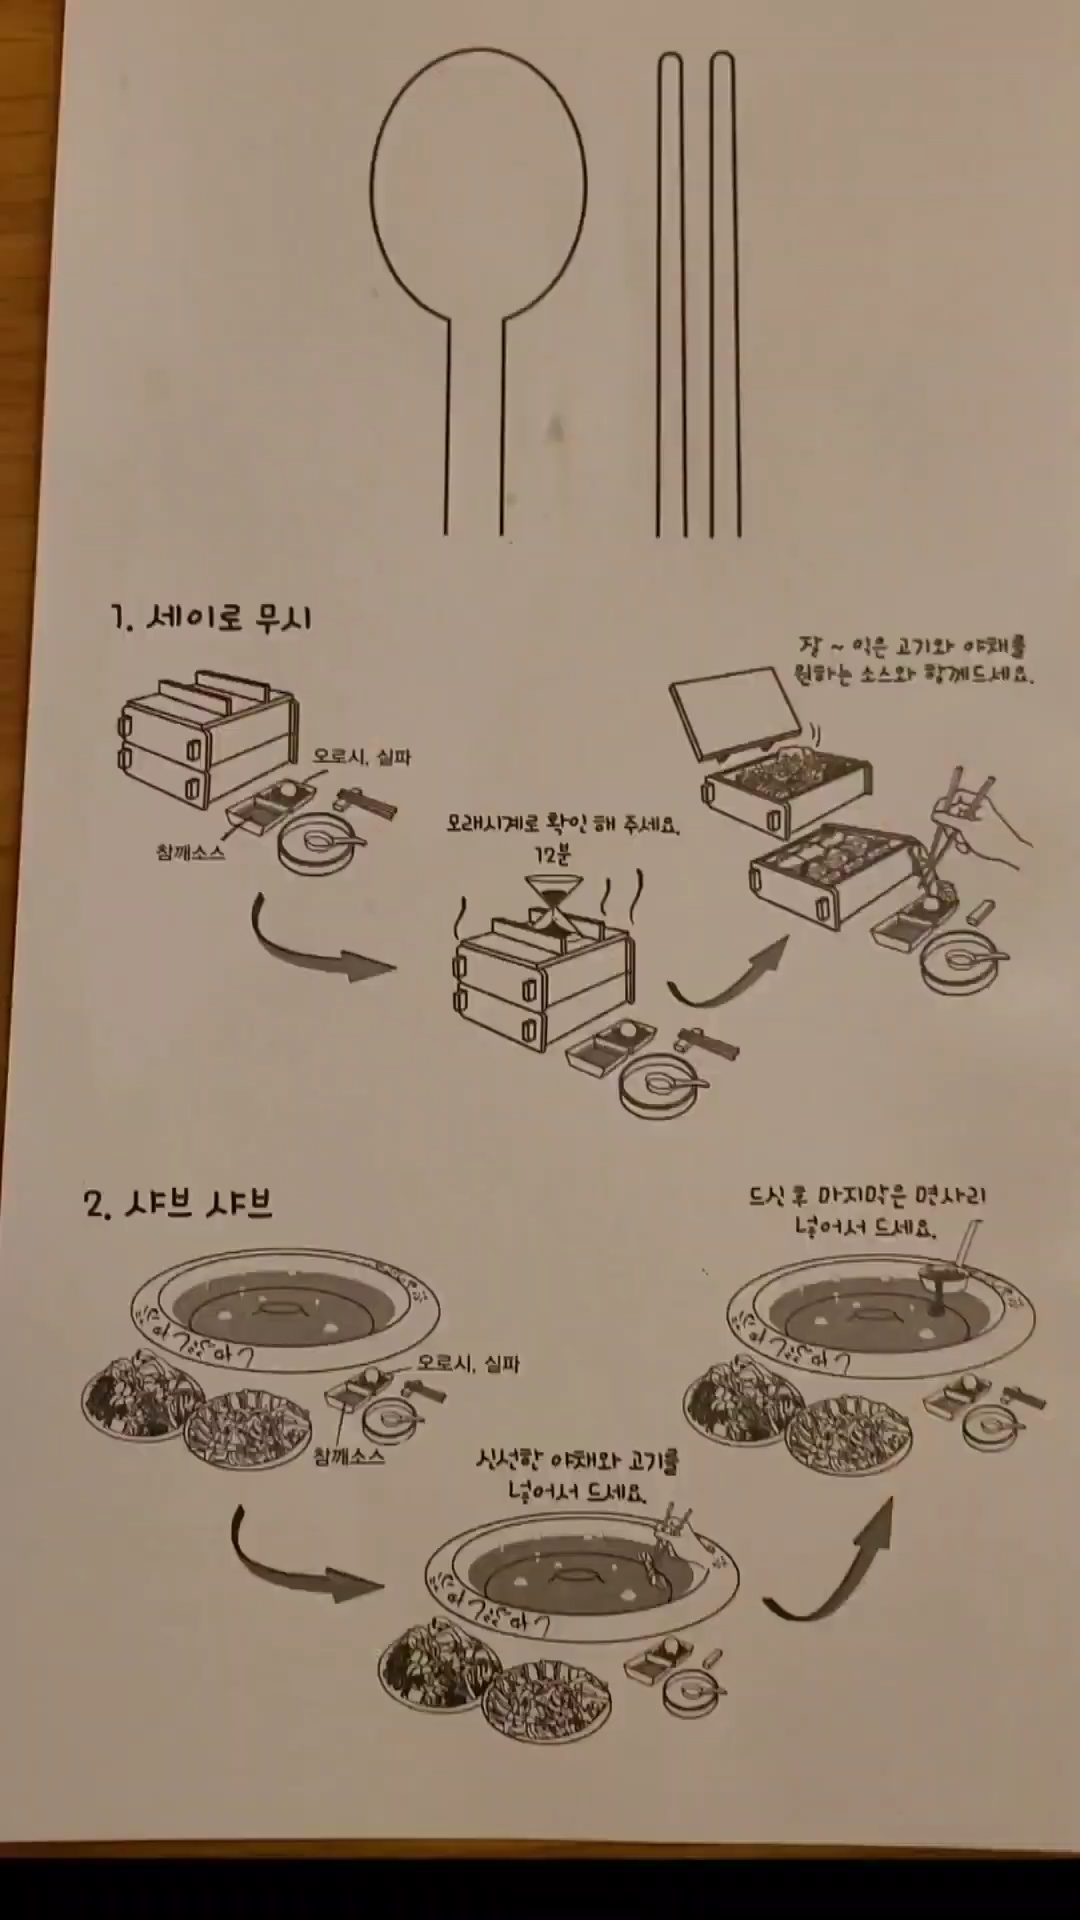 1. 세이로 무시
잘 ~ 익은 고기와 야채를
원하는 소스와 함께드세요.
오로시, 실파
참깨소스
모래시계로 확인 해 주세요.
12분
2. 샤브 샤브
드신 후 마지막은 면사리
넣어서 드세요.
오로시, 실파
참깨소스
신선한 야채와 고기를
넣어서 드세요.